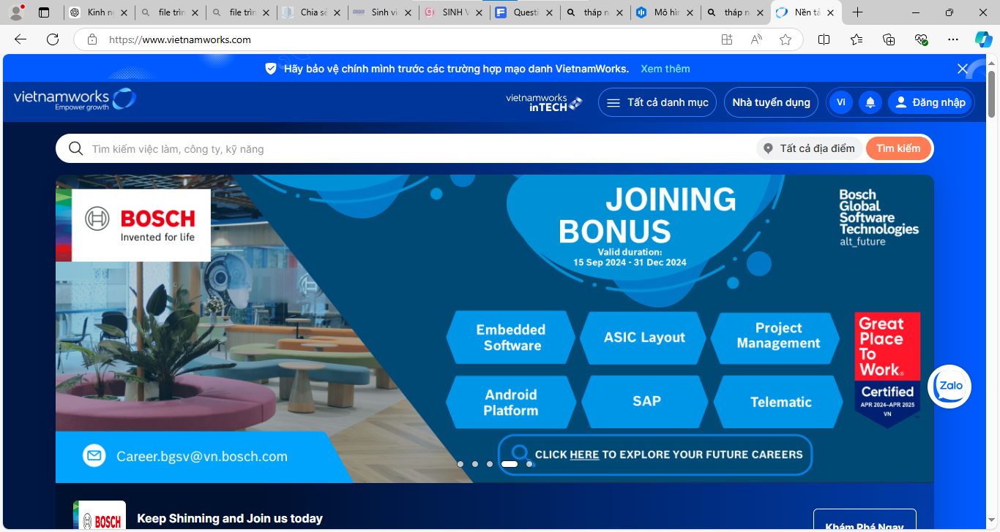 Kinh ng
file trìn
file trìn
Chia sẻ
Sinh vi
SINH V
Questi
tháp n
Mô hìn
tháp n
Nền tả
https://www.vietnamworks.com
Hãy bảo vệ chính mình trước các trường hợp mạo danh VietnamWorks. Xem thêm
vietnamworks
Empower growth
vietnamworks
inTECH
Tất cả danh mục
Nhà tuyển dụng
VI
Đăng nhập
Tìm kiếm việc làm, công ty, kỹ năng
Tất cả địa điểm
Tìm kiếm
BOSCH
Invented for life
JOINING
BONUS
Valid duration:
15 Sep 2024 - 31 Dec 2024
Bosch
Global
Software
Technologies
alt_future
Embedded
Software
ASIC Layout
Project
Management
Android
Platform
SAP
Telematic
Great
Place
To
Work®
Certified
APR 2024–APR 2025
VN
Zalo
Career.bgsv@vn.bosch.com
CLICK HERE TO EXPLORE YOUR FUTURE CAREERS
BOSCH
Keep Shinning and Join us today
Khám Phá Ngay